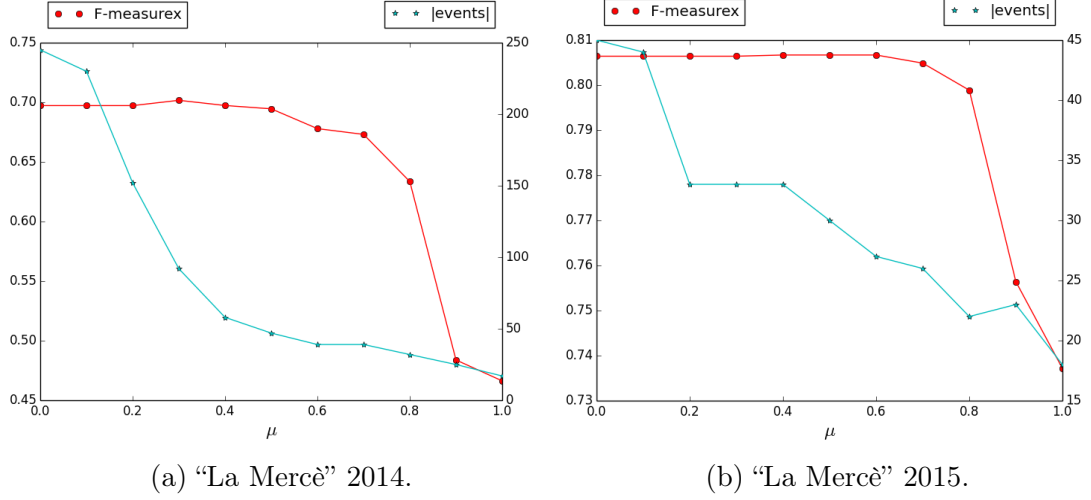 F-measurex
|events|
0.75
0.70
0.65
0.60
0.55
0.50
0.45
250
200
150
100
50
0
0.0 0.2 0.4 0.6 0.8 1.0
μ
(a) “La Mercè” 2014.
F-measurex
|events|
0.81
0.80
0.79
0.78
0.77
0.76
0.75
0.74
0.73
45
40
35
30
25
20
15
0.0 0.2 0.4 0.6 0.8 1.0
μ
(b) “La Mercè” 2015.